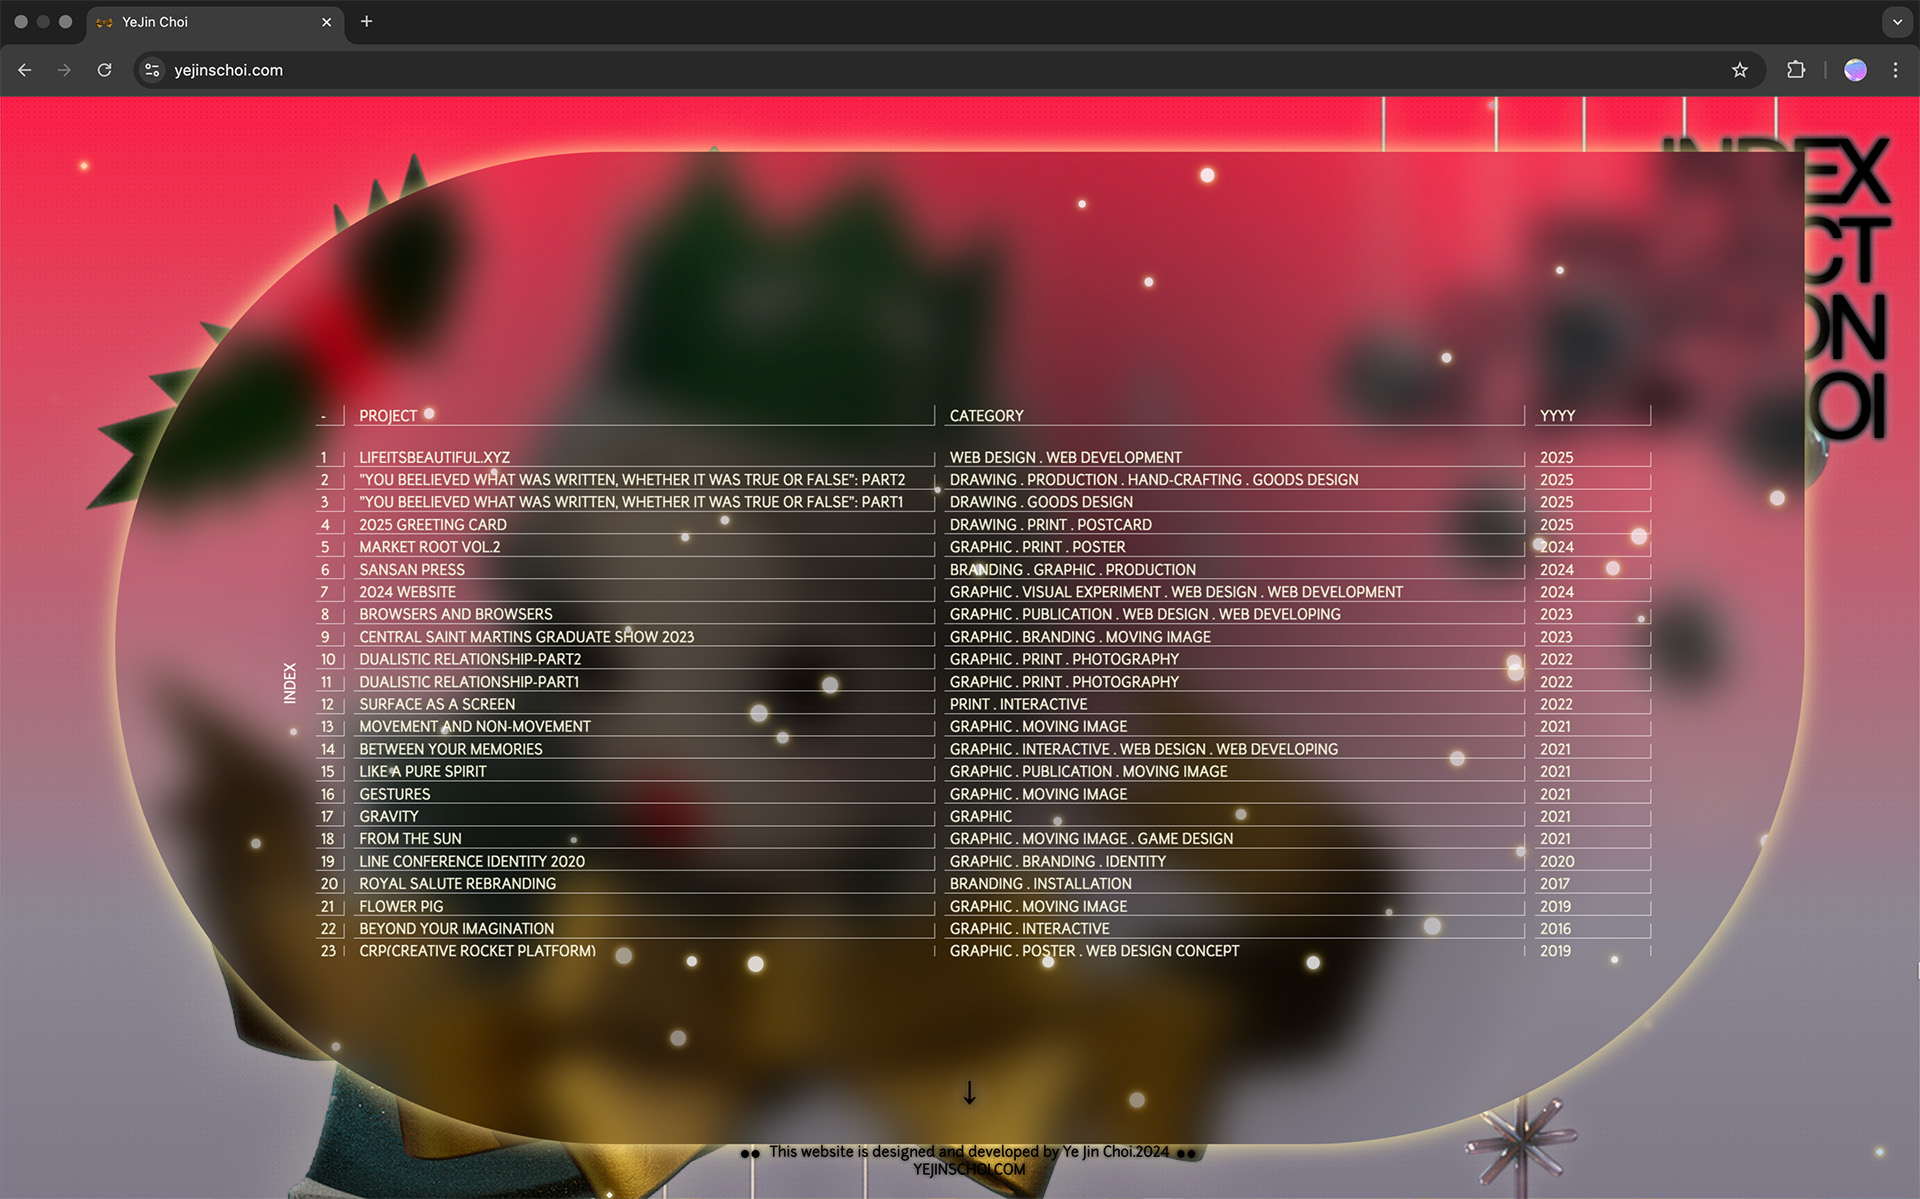 YeJin Choi
yejinschoi.com
INDEX
CT
ON
OI
- PROJECT CATEGORY YYYY
1 LIFEITSBEAUTIFUL.XYZ WEB DESIGN . WEB DEVELOPMENT 2025
2 "YOU BEELIEVED WHAT WAS WRITTEN, WHETHER IT WAS TRUE OR FALSE": PART2 DRAWING . PRODUCTION . HAND-CRAFTING . GOODS DESIGN 2025
3 "YOU BEELIEVED WHAT WAS WRITTEN, WHETHER IT WAS TRUE OR FALSE": PART1 DRAWING . GOODS DESIGN 2025
4 2025 GREETING CARD DRAWING . PRINT . POSTCARD 2025
5 MARKET ROOT VOL.2 GRAPHIC . PRINT . POSTER 2024
6 SANSAN PRESS BRANDING . GRAPHIC . PRODUCTION 2024
7 2024 WEBSITE GRAPHIC . VISUAL EXPERIMENT . WEB DESIGN . WEB DEVELOPMENT 2024
8 BROWSERS AND BROWSERS GRAPHIC . PUBLICATION . WEB DESIGN . WEB DEVELOPING 2023
9 CENTRAL SAINT MARTINS GRADUATE SHOW 2023 GRAPHIC . BRANDING . MOVING IMAGE 2023
10 DUALISTIC RELATIONSHIP-PART2 GRAPHIC . PRINT . PHOTOGRAPHY 2022
11 DUALISTIC RELATIONSHIP-PART1 GRAPHIC . PRINT . PHOTOGRAPHY 2022
12 SURFACE AS A SCREEN PRINT . INTERACTIVE 2022
13 MOVEMENT AND NON-MOVEMENT GRAPHIC . MOVING IMAGE 2021
14 BETWEEN YOUR MEMORIES GRAPHIC . INTERACTIVE . WEB DESIGN . WEB DEVELOPING 2021
15 LIKE A PURE SPIRIT GRAPHIC . PUBLICATION . MOVING IMAGE 2021
16 GESTURES GRAPHIC . MOVING IMAGE 2021
17 GRAVITY GRAPHIC 2021
18 FROM THE SUN GRAPHIC . MOVING IMAGE . GAME DESIGN 2021
19 LINE CONFERENCE IDENTITY 2020 GRAPHIC . BRANDING . IDENTITY 2020
20 ROYAL SALUTE REBRANDING BRANDING . INSTALLATION 2017
21 FLOWER PIG GRAPHIC . MOVING IMAGE 2019
22 BEYOND YOUR IMAGINATION GRAPHIC . INTERACTIVE 2016
23 CRP(CREATIVE ROCKET PLATFORM) GRAPHIC . POSTER . WEB DESIGN CONCEPT 2019
INDEX
↓
●● This website is designed and developed by Ye Jin Choi.2024 ●●
YEJINSCHOI.COM